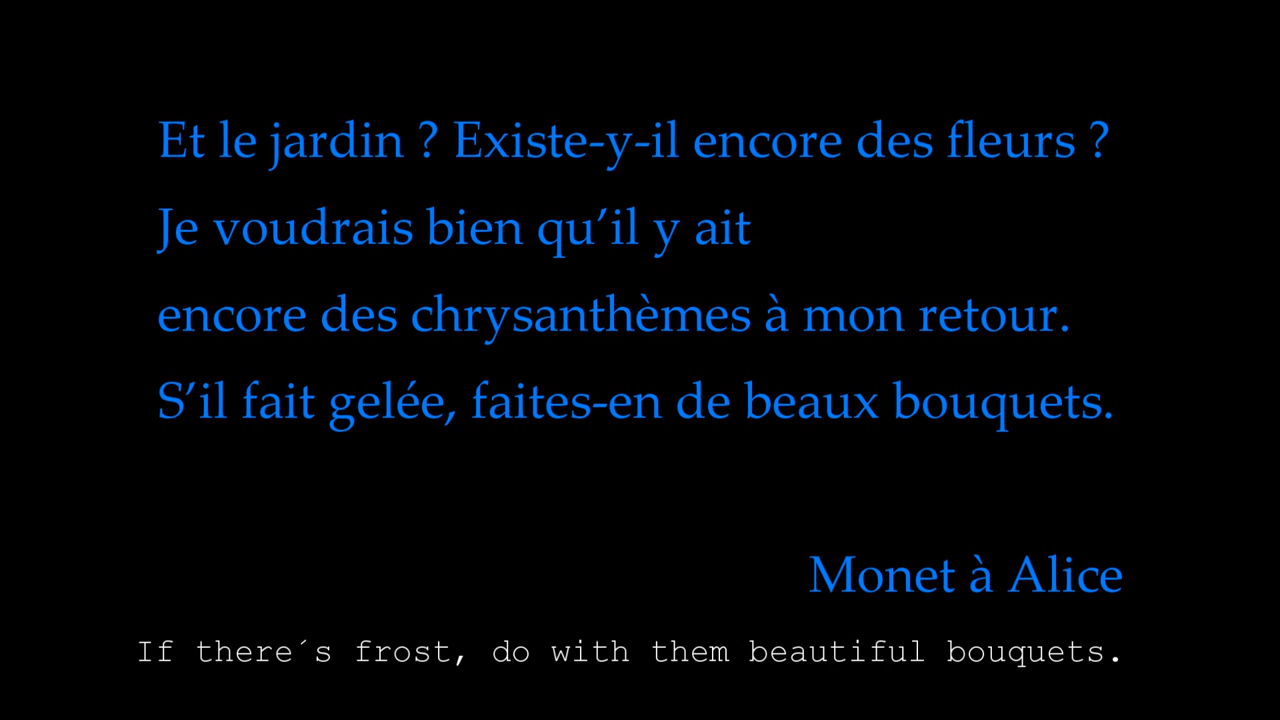 Et le jardin ? Existe-y-il encore des fleurs ?
Je voudrais bien qu’il y ait
encore des chrysanthèmes à mon retour.
S’il fait gelée, faites-en de beaux bouquets.
Monet à Alice
If there´s frost, do with them beautiful bouquets.